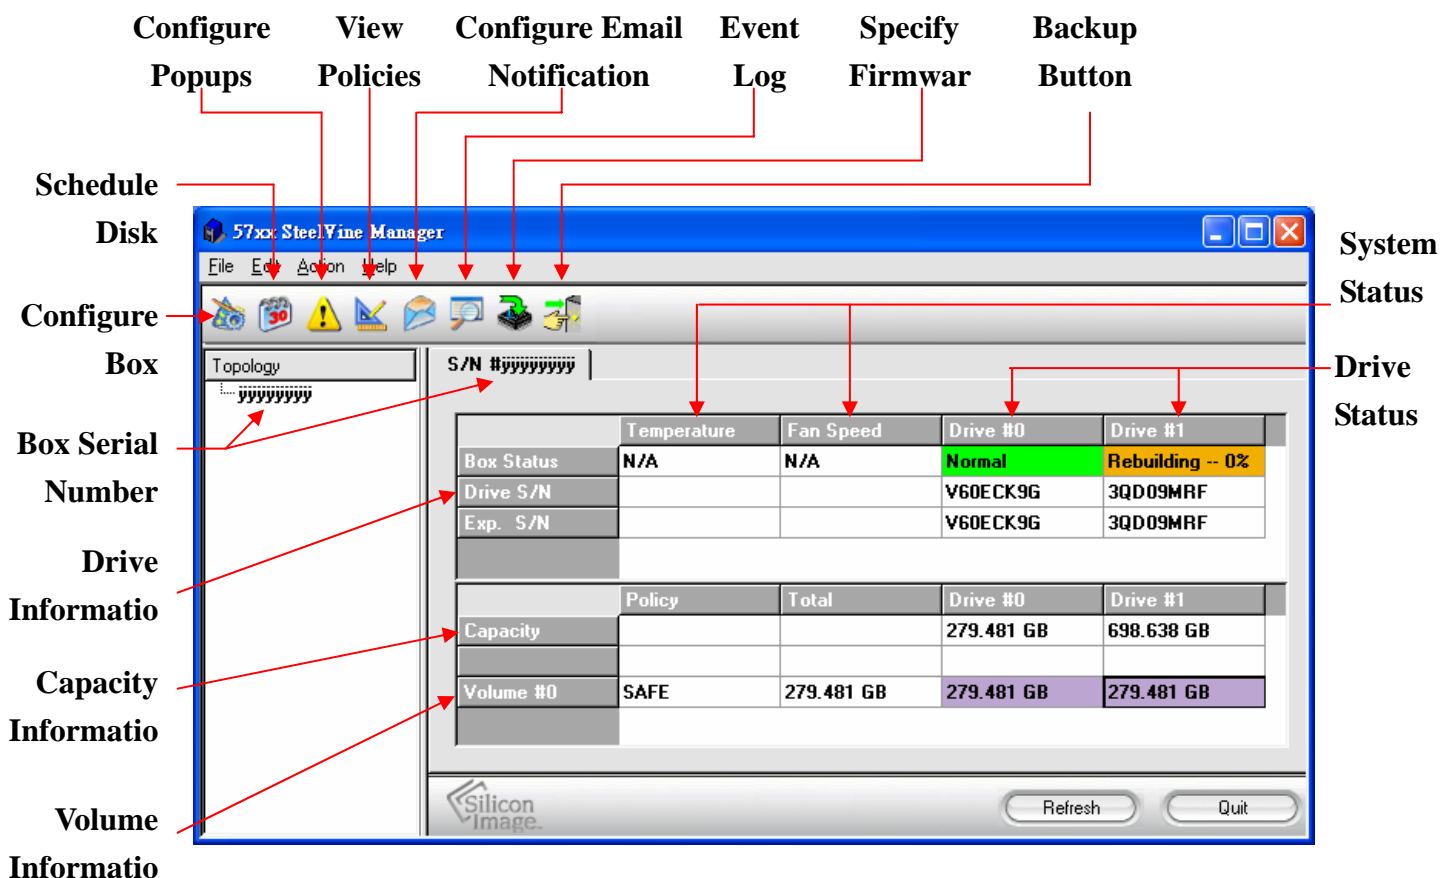 Configure Popups
View Policies
Configure Email Notification
Event Log
Specify Firmwar
Backup Button
Schedule Disk
Configure Box
Box Serial Number
Drive Informatio
Capacity Informatio
Volume Informatio
System Status
Drive Status
57xx SteelVine Manager
File Edit Action Help
30
Topology
ÿÿÿÿÿÿÿÿÿ
S/N #ÿÿÿÿÿÿÿÿÿ
Temperature Fan Speed Drive #0 Drive #1
Box Status N/A N/A Normal Rebuilding -- 0%
Drive S/N V60ECK9G 3QD09MRF
Exp. S/N V60ECK9G 3QD09MRF
Policy Total Drive #0 Drive #1
Capacity 279.481 GB 698.638 GB
Volume #0 SAFE 279.481 GB 279.481 GB 279.481 GB
Silicon Image.
Refresh Quit